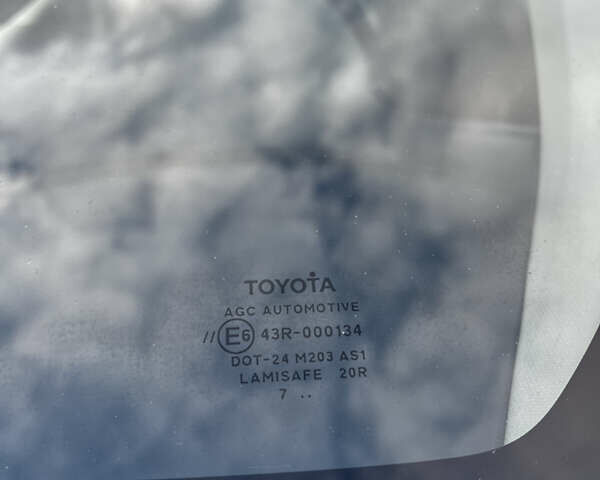 TOYOTA
AGC AUTOMOTIVE
// E6 43R-000134
DOT-24 M203 AS1
LAMISAFE 20R
7 ..